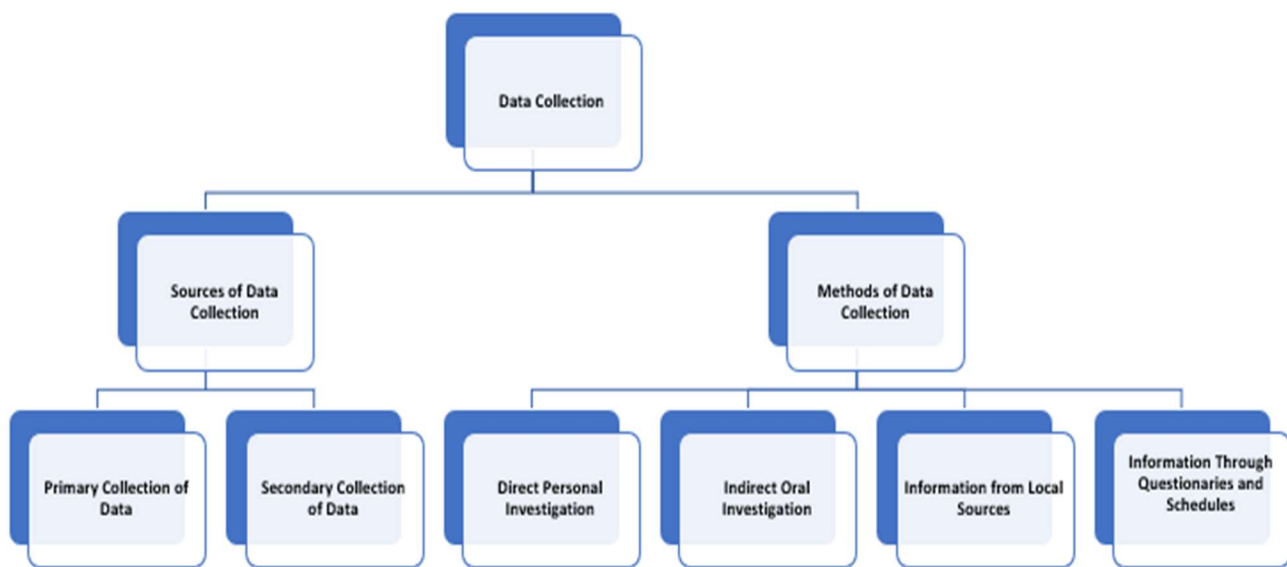 Data Collection
Sources of Data
Collection
Methods of Data
Collection
Primary Collection of
Data
Secondary Collection
of Data
Direct Personal
Investigation
Indirect Oral
Investigation
Information from Local
Sources
Information Through
Questionaries and
Schedules